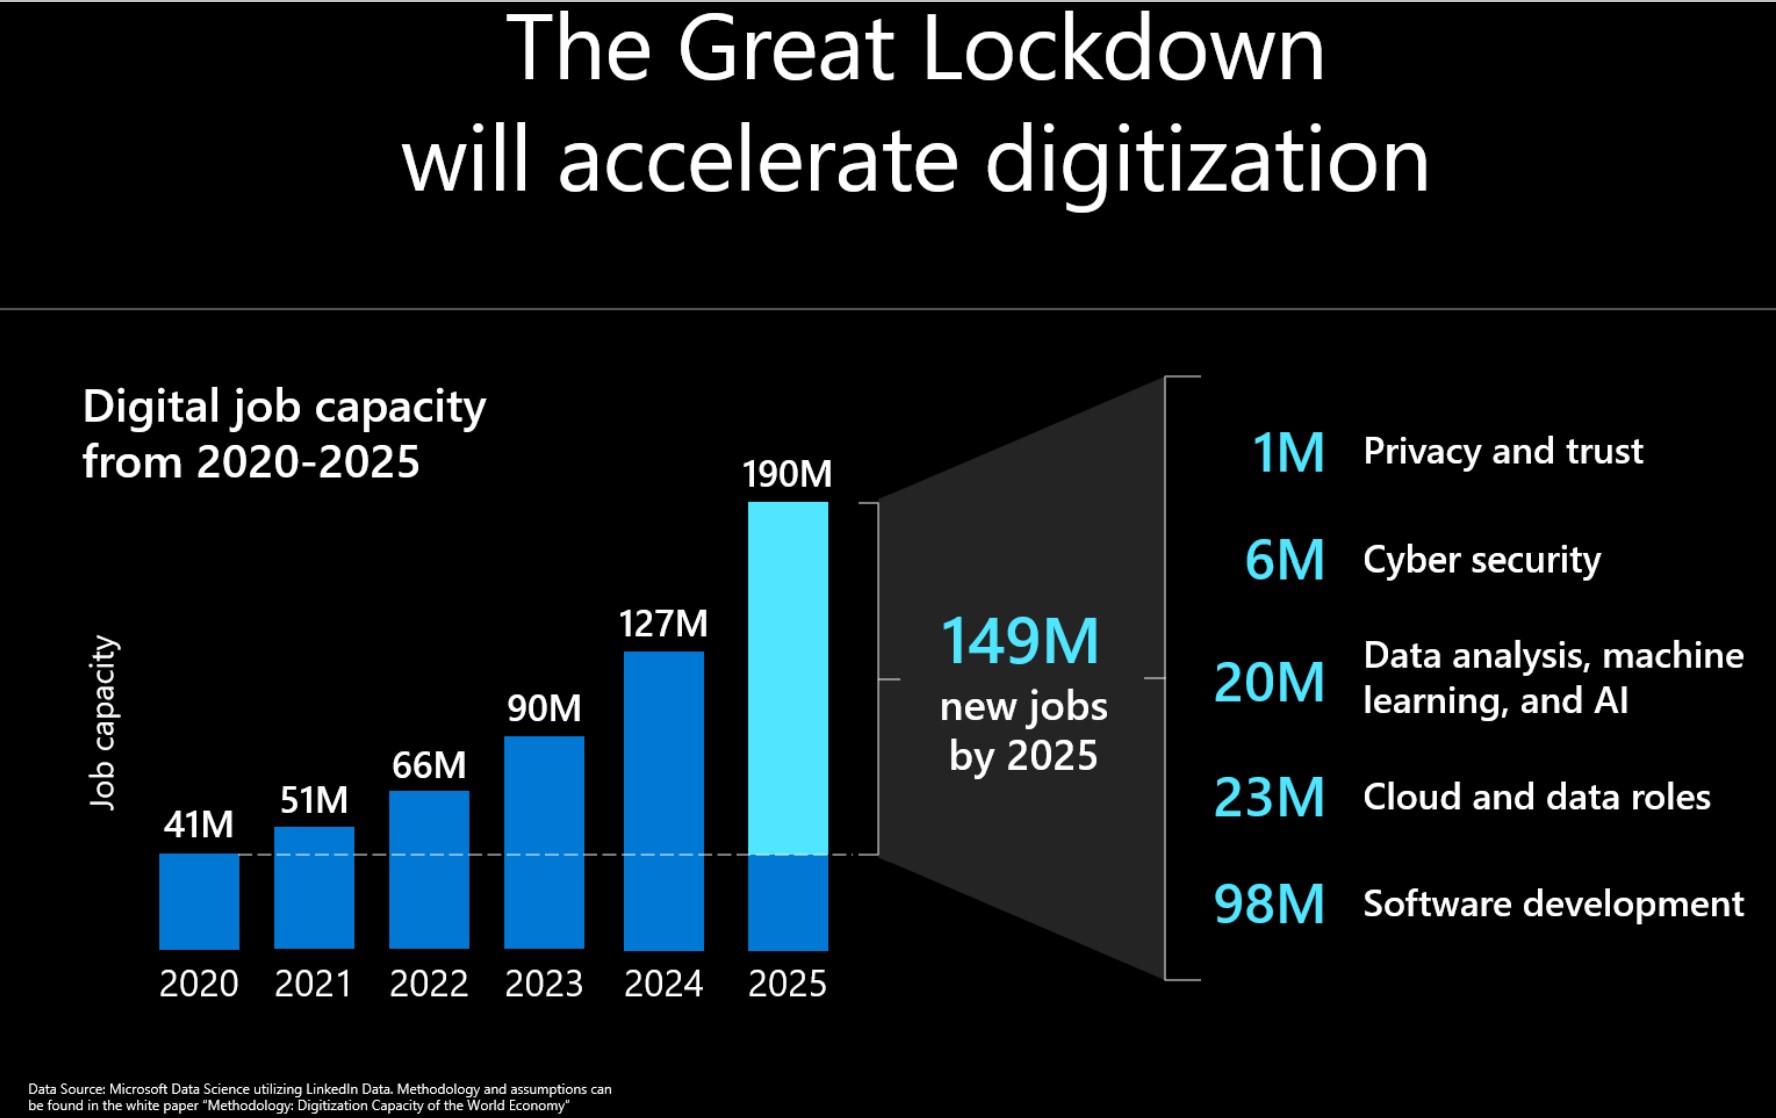 The Great Lockdown
will accelerate digitization
Digital job capacity
from 2020-2025
Job capacity
41M
51M
66M
90M
127M
190M
2020
2021
2022
2023
2024
2025
149M
new jobs
by 2025
1M Privacy and trust
6M Cyber security
20M Data analysis, machine
learning, and AI
23M Cloud and data roles
98M Software development
Data Source: Microsoft Data Science utilizing LinkedIn Data. Methodology and assumptions can
be found in the white paper "Methodology: Digitization Capacity of the World Economy"